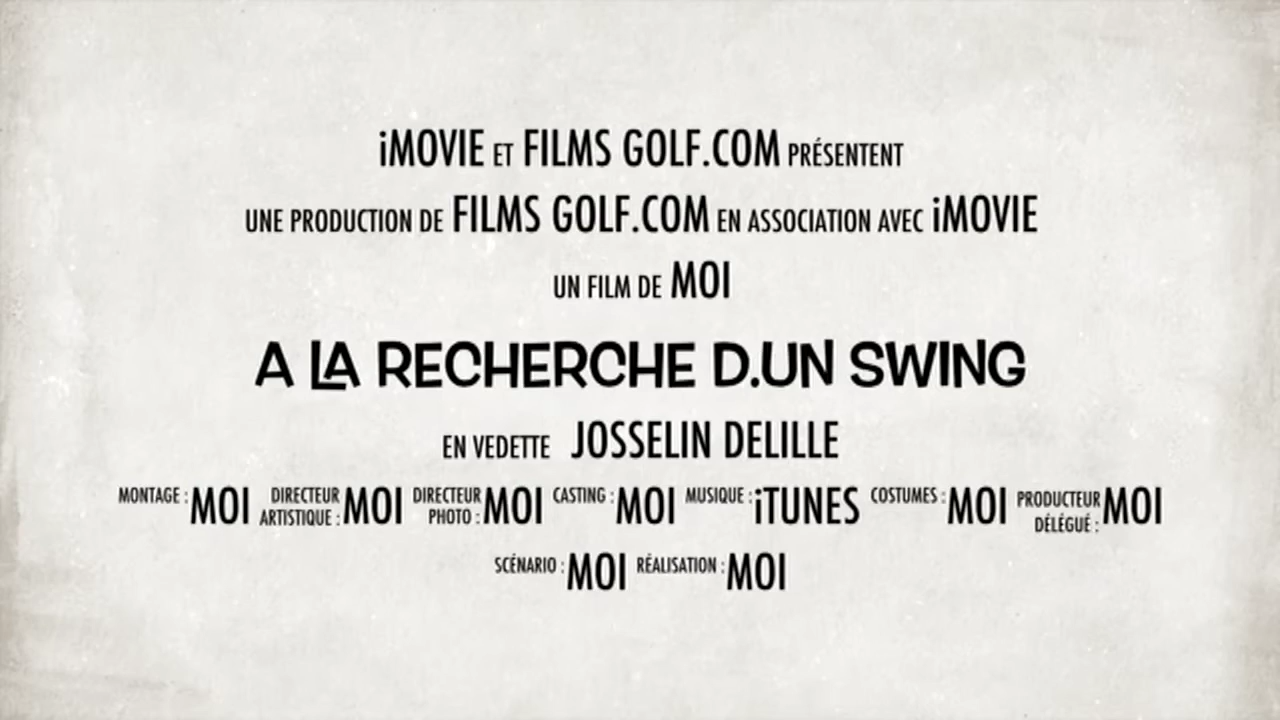 iMOVIE ET FILMS GOLF.COM PRÉSENTENT
UNE PRODUCTION DE FILMS GOLF.COM EN ASSOCIATION AVEC iMOVIE
UN FILM DE MOI
A LA RECHERCHE D.UN SWING
EN VEDETTE JOSSELIN DELILLE
MONTAGE : MOI DIRECTEUR ARTISTIQUE : MOI DIRECTEUR PHOTO : MOI CASTING : MOI MUSIQUE : iTUNES COSTUMES : MOI PRODUCTEUR DÉLÉGUÉ : MOI
SCÉNARIO : MOI RÉALISATION : MOI